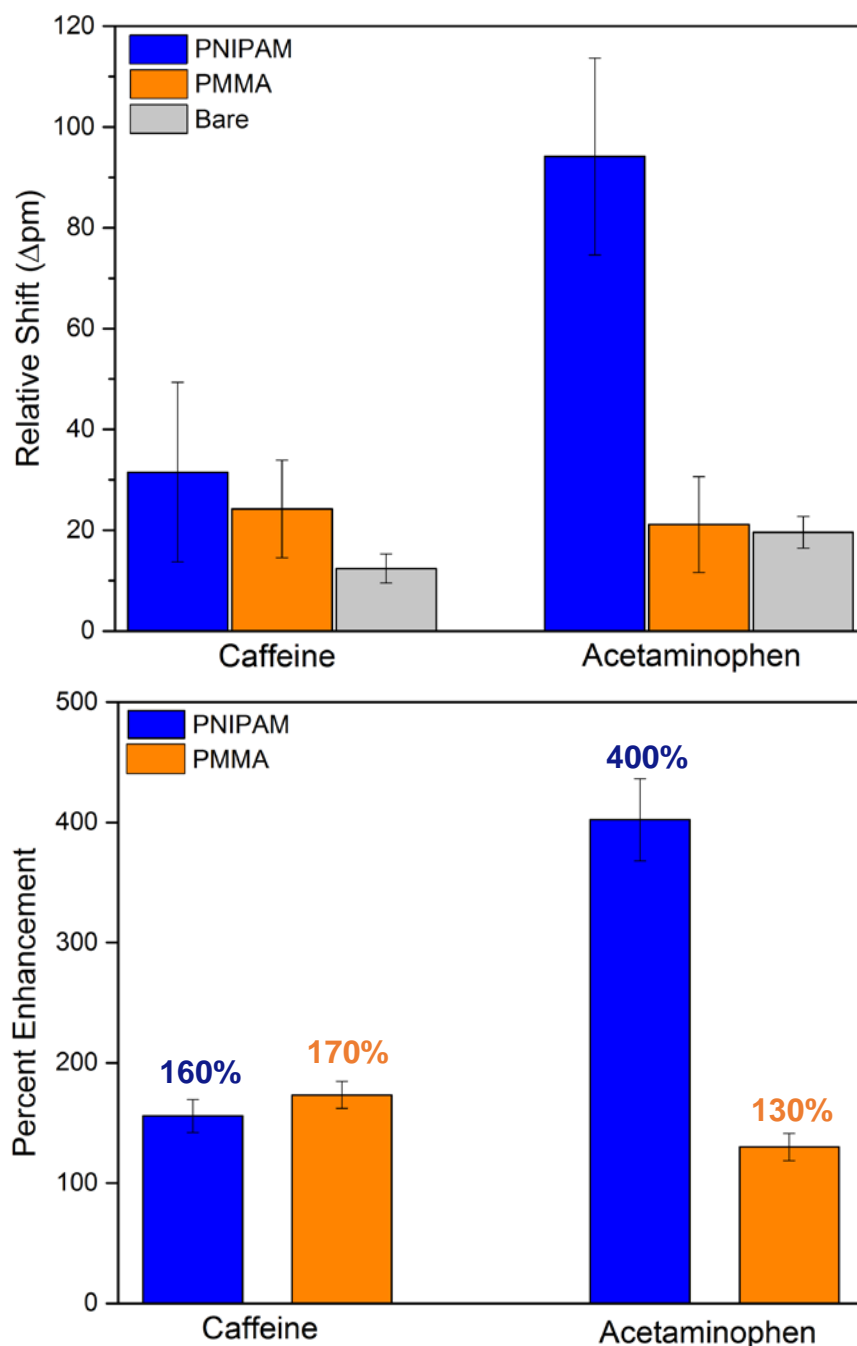 120
100
80
60
40
20
0
Relative Shift (Δpm)
PNIPAM
PMMA
Bare
Caffeine Acetaminophen
500
400
300
200
100
0
Percent Enhancement
PNIPAM
PMMA
400%
160% 170%
130%
Caffeine Acetaminophen